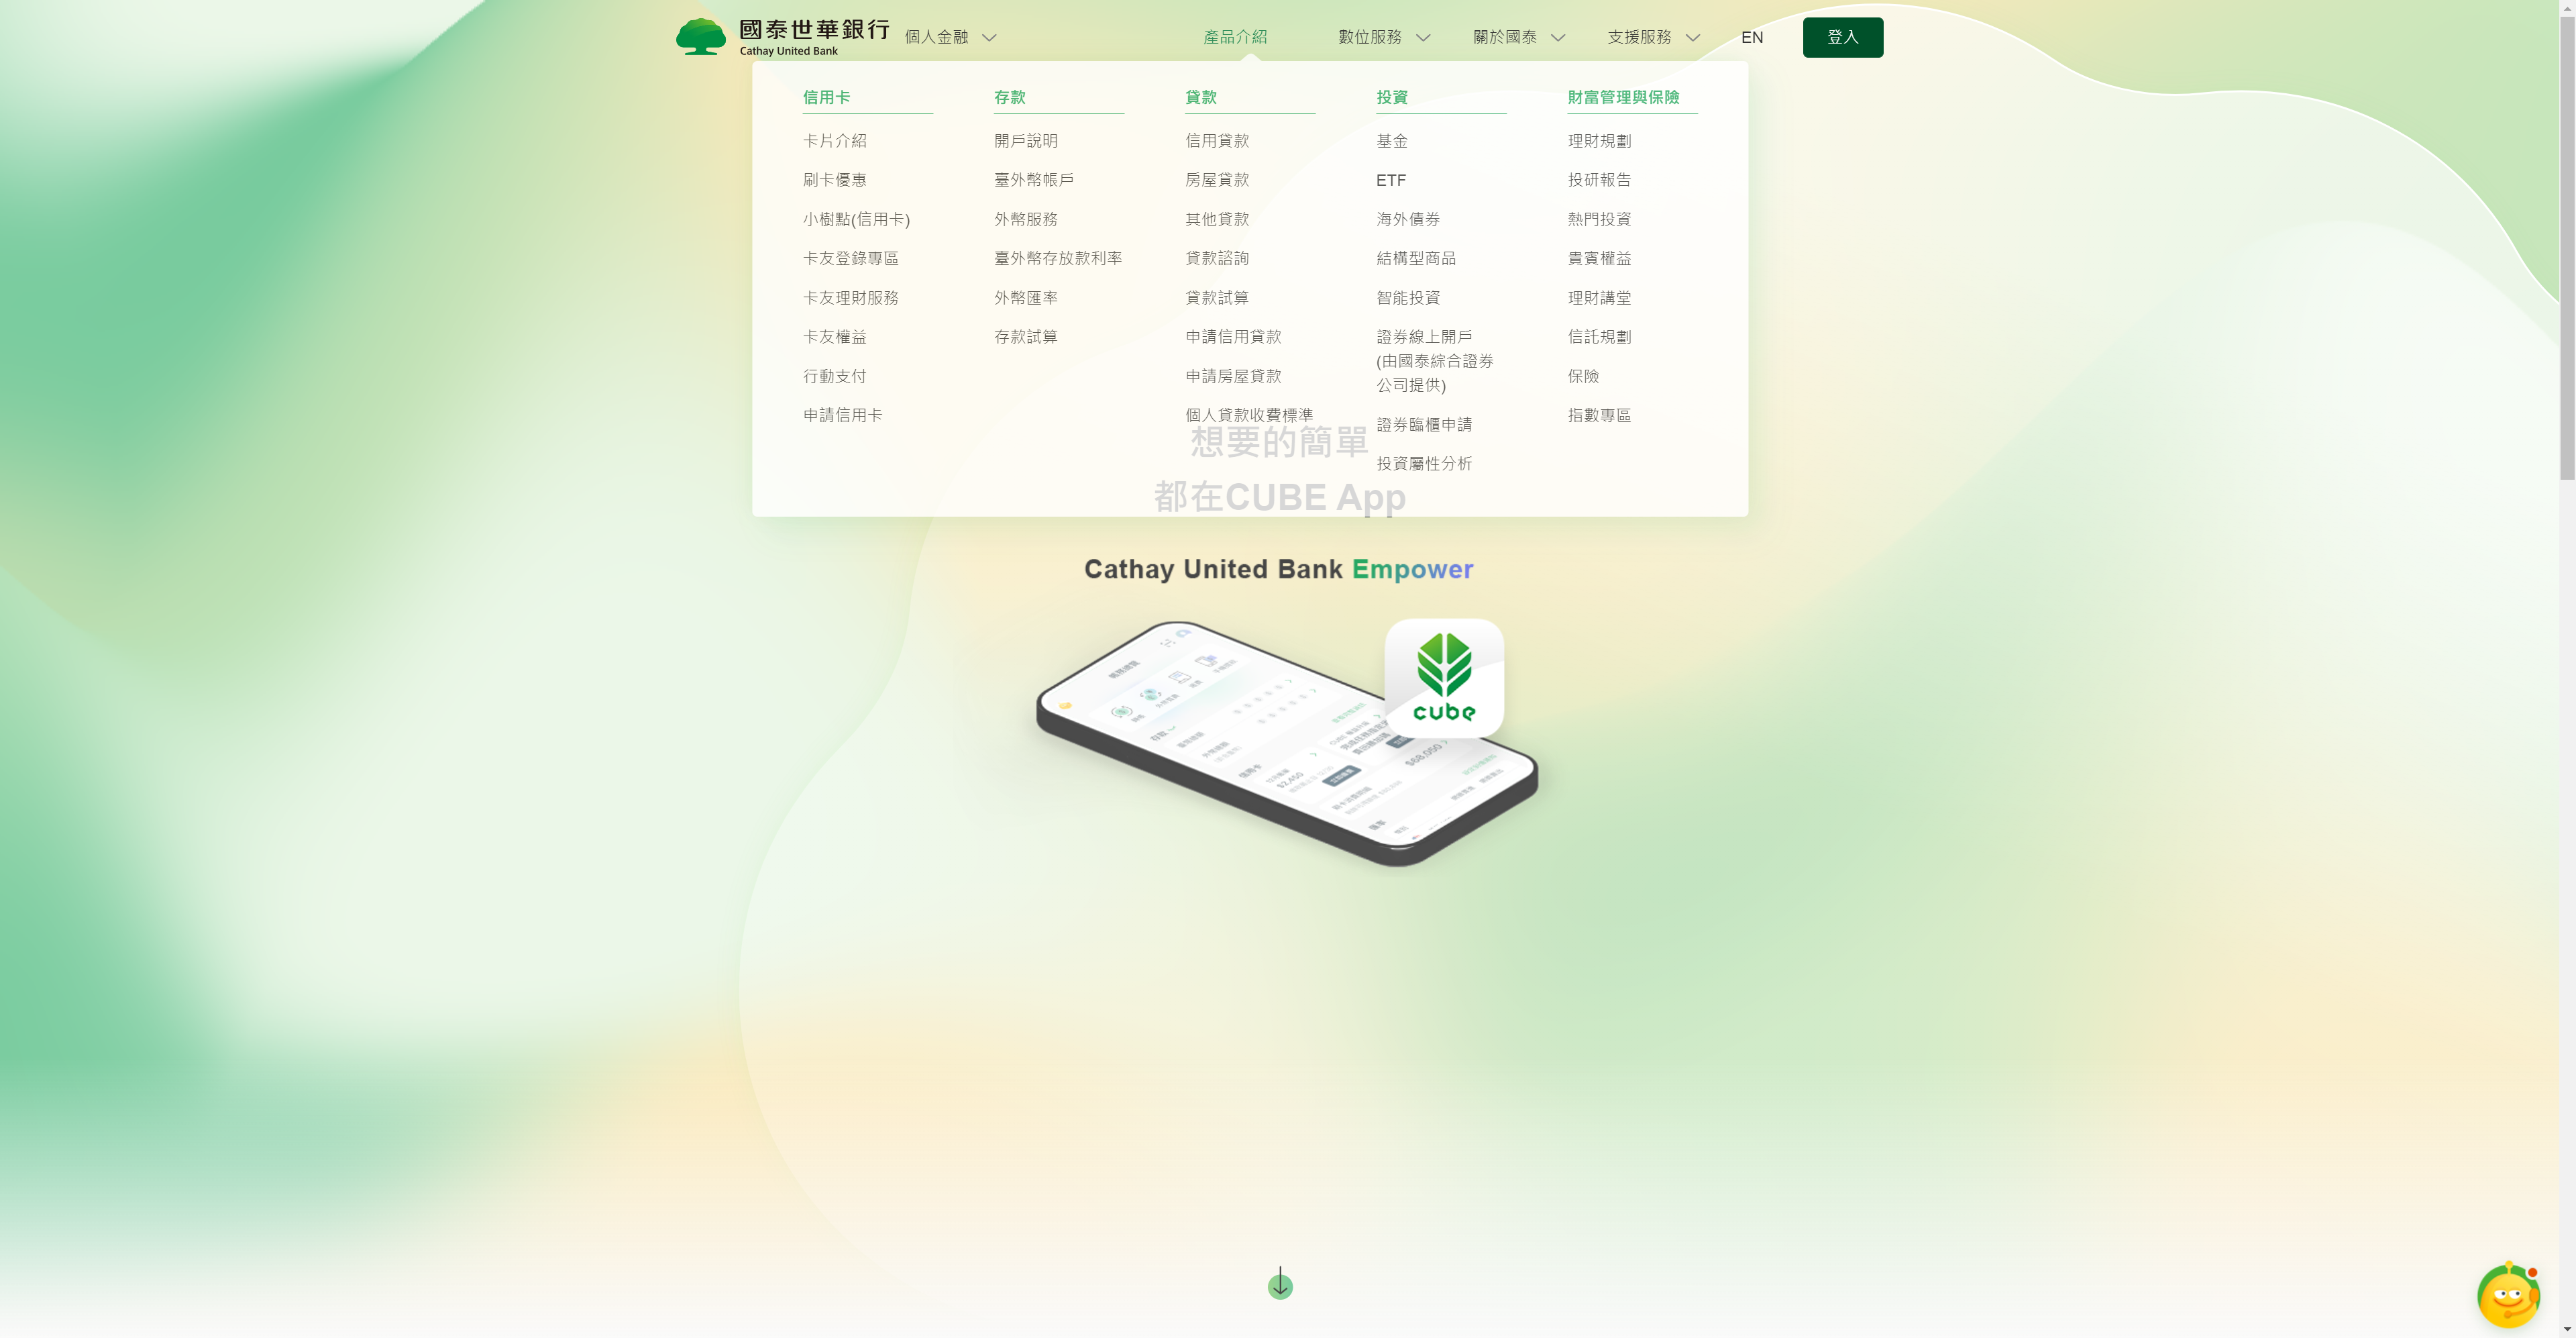 國泰世華銀行
Cathay United Bank
個人金融
產品介紹
數位服務
關於國泰
支援服務
EN
登入
信用卡
卡片介紹
刷卡優惠
小樹點(信用卡)
卡友登錄專區
卡友理財服務
卡友權益
行動支付
申請信用卡
存款
開戶說明
臺外幣帳戶
外幣服務
臺外幣存放款利率
外幣匯率
存款試算
貸款
信用貸款
房屋貸款
其他貸款
貸款諮詢
貸款試算
申請信用貸款
申請房屋貸款
個人貸款收費標準
投資
基金
ETF
海外債券
結構型商品
智能投資
證券線上開戶
(由國泰綜合證券
公司提供)
證券臨櫃申請
投資屬性分析
財富管理與保險
理財規劃
投研報告
熱門投資
貴賓權益
理財講堂
信託規劃
保險
指數專區
想要的簡單
都在CUBE App
Cathay United Bank Empower
cube
存款
信用卡
$2,450
$68,050